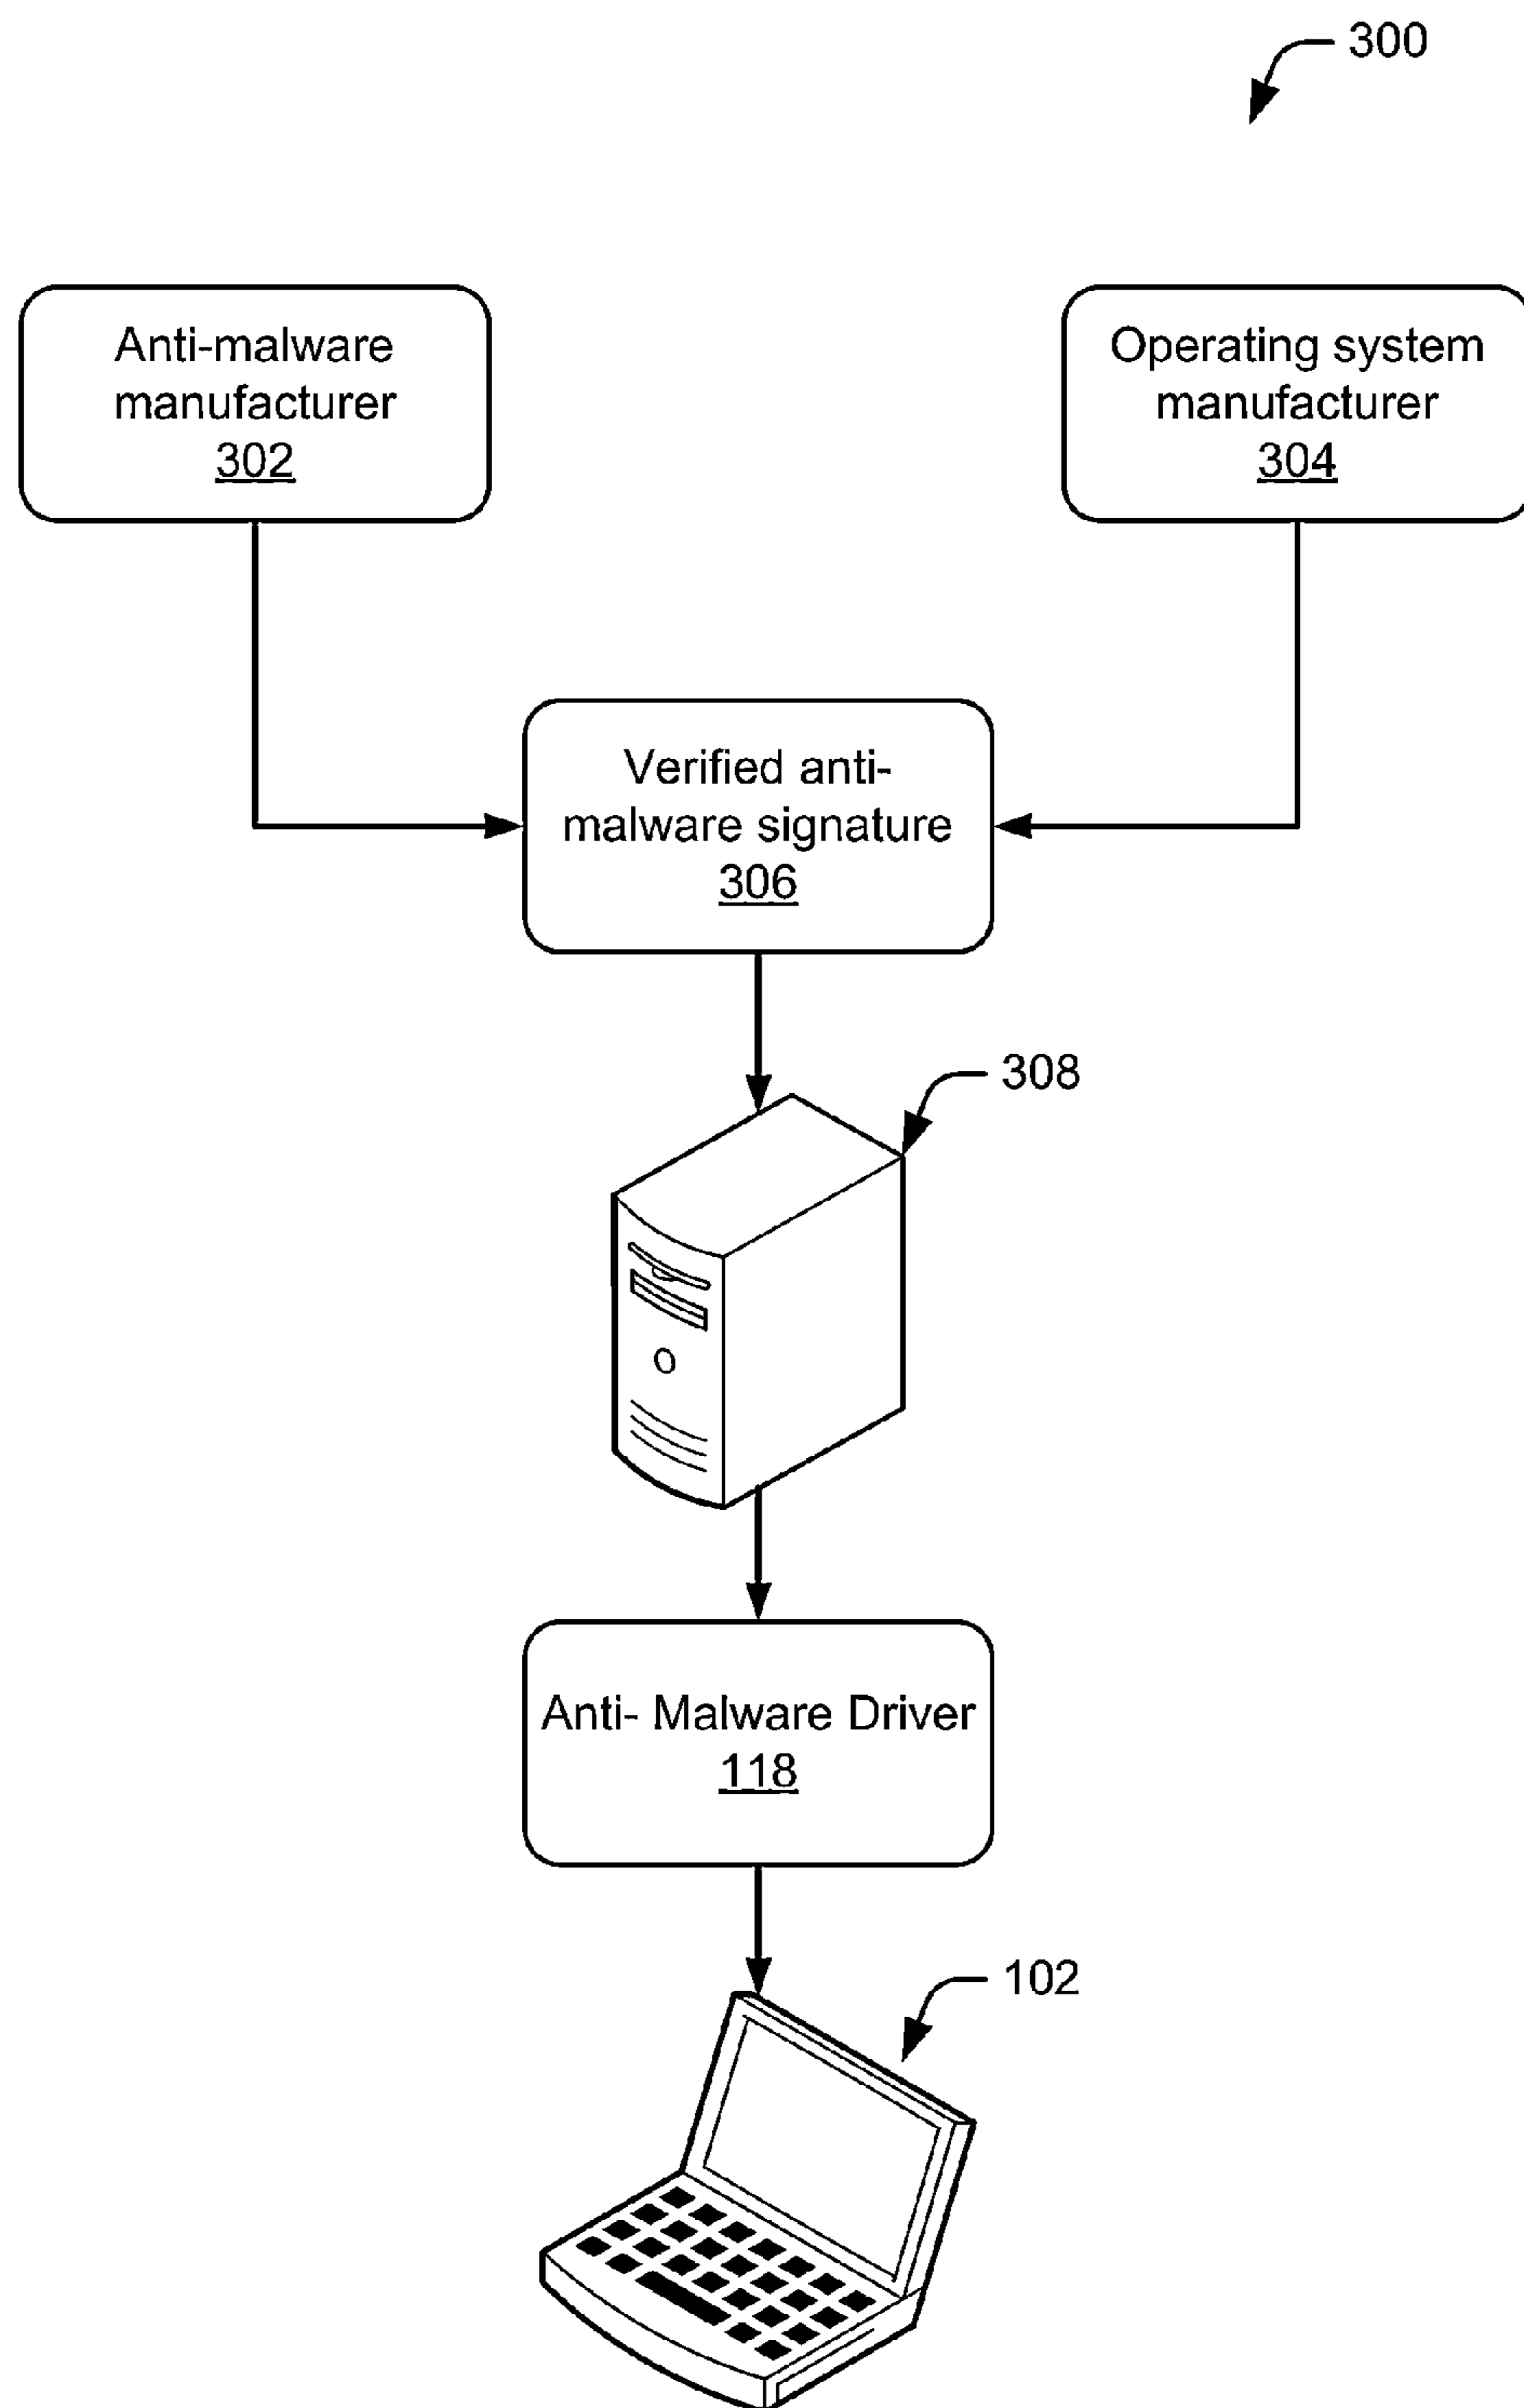 300
Anti-malware
manufacturer
302
Operating system
manufacturer
304
Verified anti-
malware signature
306
308
Anti- Malware Driver
118
102